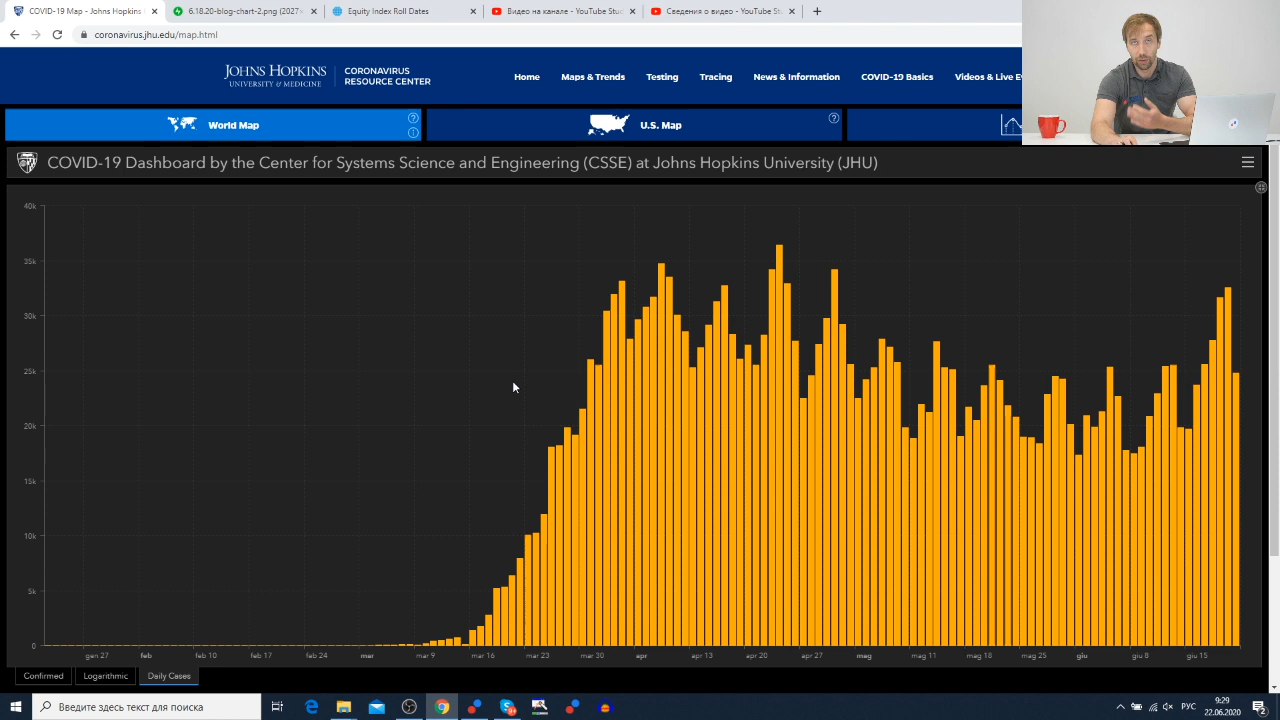 COVID-19 Map - Johns Hopkins
6.18.20-blog-chart-2.png (2027×
Equity Index Roll Dates
Видео на канале - YouTube Stu
Сведения о видео - YouTube Stu
coronavirus.jhu.edu/map.html
JOHNS HOPKINS
UNIVERSITY & MEDICINE
CORONAVIRUS
RESOURCE CENTER
Home
Maps & Trends
Testing
Tracing
News & Information
COVID-19 Basics
Videos & Live Ev
World Map
U.S. Map
COVID-19 Dashboard by the Center for Systems Science and Engineering (CSSE) at Johns Hopkins University (JHU)
40k
35k
30k
25k
20k
15k
10k
5k
0
gen 27
feb
feb 10
feb 17
feb 24
mar
mar 9
mar 16
mar 23
mar 30
apr
apr 13
apr 20
apr 27
mag
mag 11
mag 18
mag 25
giu
giu 8
giu 15
Confirmed
Logarithmic
Daily Cases
Введите здесь текст для поиска
РУС
9:29
22.06.2020
2